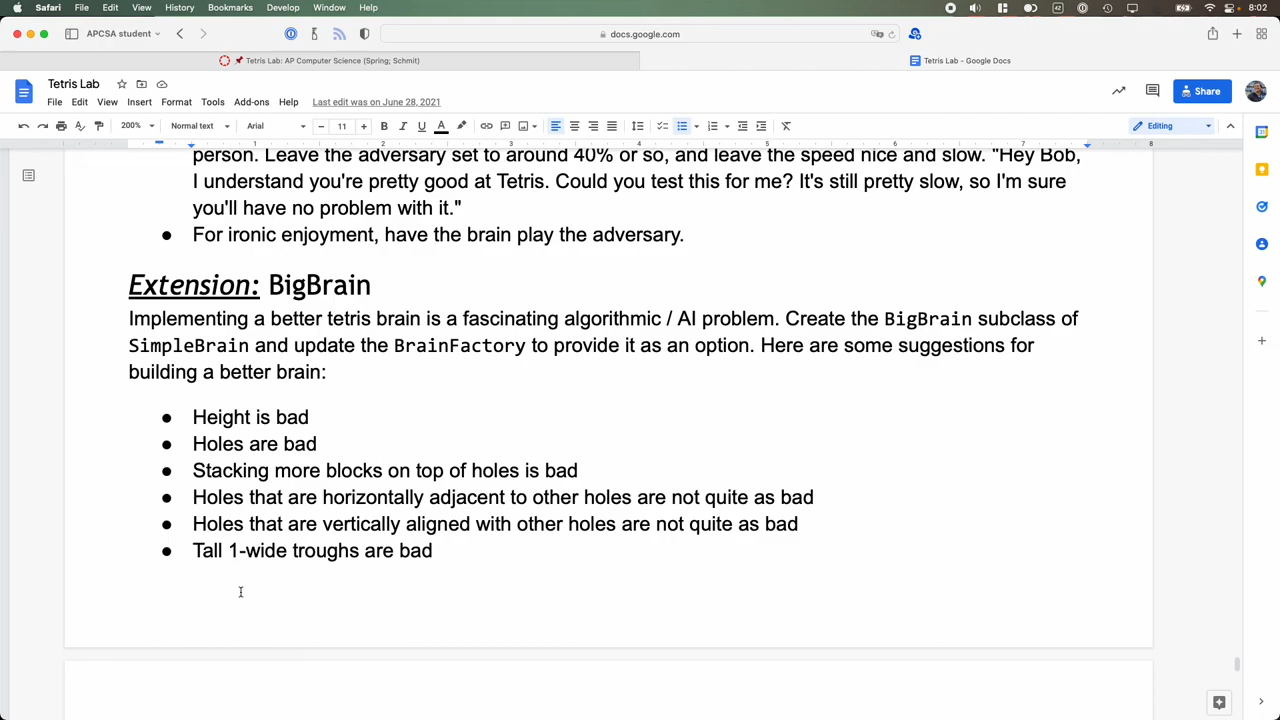 Safari File Edit View History Bookmarks Develop Window Help 8:02
APCSA student docs.google.com
📌 Tetris Lab: AP Computer Science (Spring; Schmit) Tetris Lab - Google Docs
Tetris Lab
File Edit View Insert Format Tools Add-ons Help Last edit was on June 28, 2021
Share
200% Normal text Arial 11 Editing
1 2 3 4 5 6 7 8
person. Leave the adversary set to around 40% or so, and leave the speed nice and slow. "Hey Bob,
I understand you're pretty good at Tetris. Could you test this for me? It's still pretty slow, so I'm sure
you'll have no problem with it."
● For ironic enjoyment, have the brain play the adversary.
Extension: BigBrain
Implementing a better tetris brain is a fascinating algorithmic / AI problem. Create the BigBrain subclass of
SimpleBrain and update the BrainFactory to provide it as an option. Here are some suggestions for
building a better brain:
● Height is bad
● Holes are bad
● Stacking more blocks on top of holes is bad
● Holes that are horizontally adjacent to other holes are not quite as bad
● Holes that are vertically aligned with other holes are not quite as bad
● Tall 1-wide troughs are bad